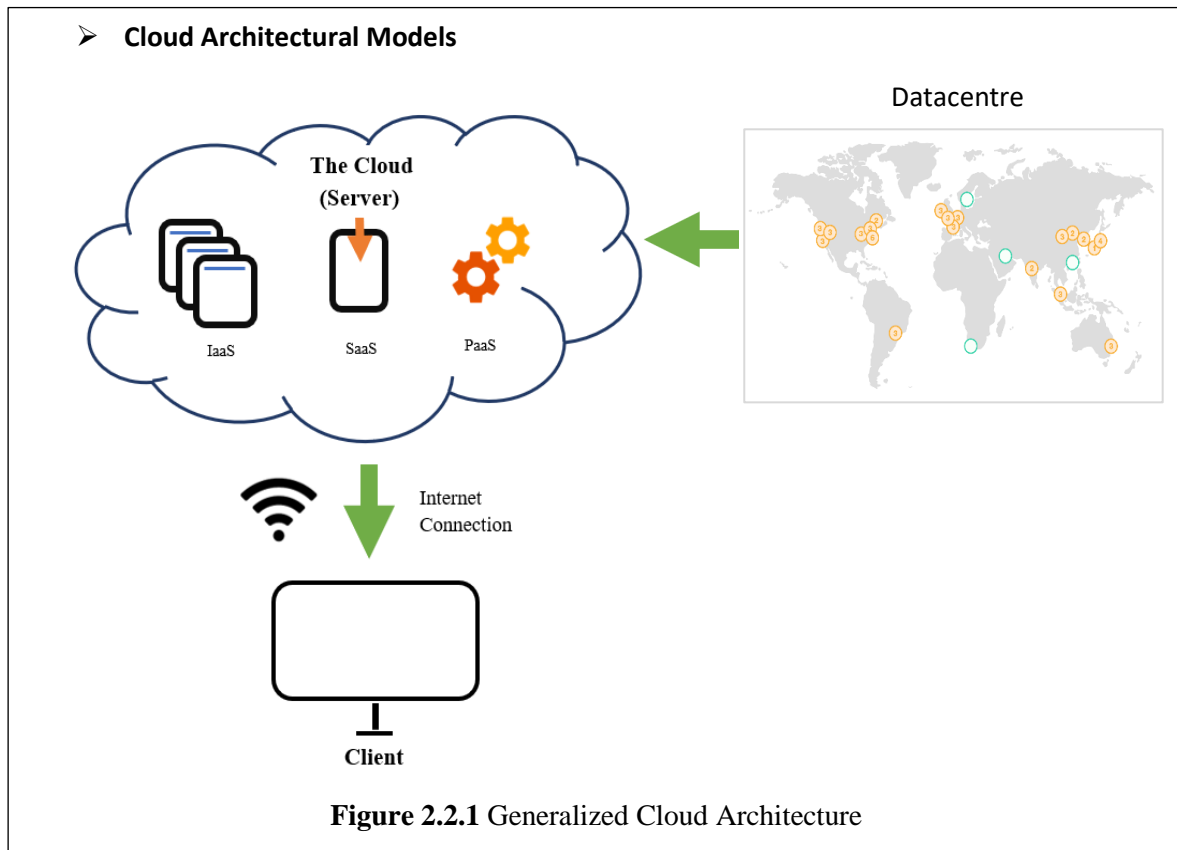 ➢ Cloud Architectural Models
Datacentre
The Cloud
(Server)
IaaS
SaaS
PaaS
Internet
Connection
Client
Figure 2.2.1 Generalized Cloud Architecture